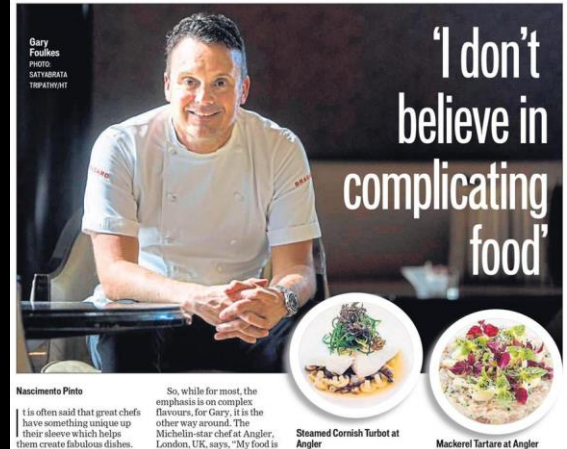 Gary
Foulkes
PHOTO:
SATYABRATA
TRIPATHY/HT
'I don't
believe in
complicating
food'
Nascimento Pinto
It is often said that great chefs
have something unique up
their sleeve which helps
them create fabulous dishes.
So, while for most, the
emphasis is on complex
flavours, for Gary, it is the
other way around. The
Michelin-star chef at Angler,
London, UK, says, "My food is
Steamed Cornish Turbot at
Angler
Mackerel Tartare at Angler